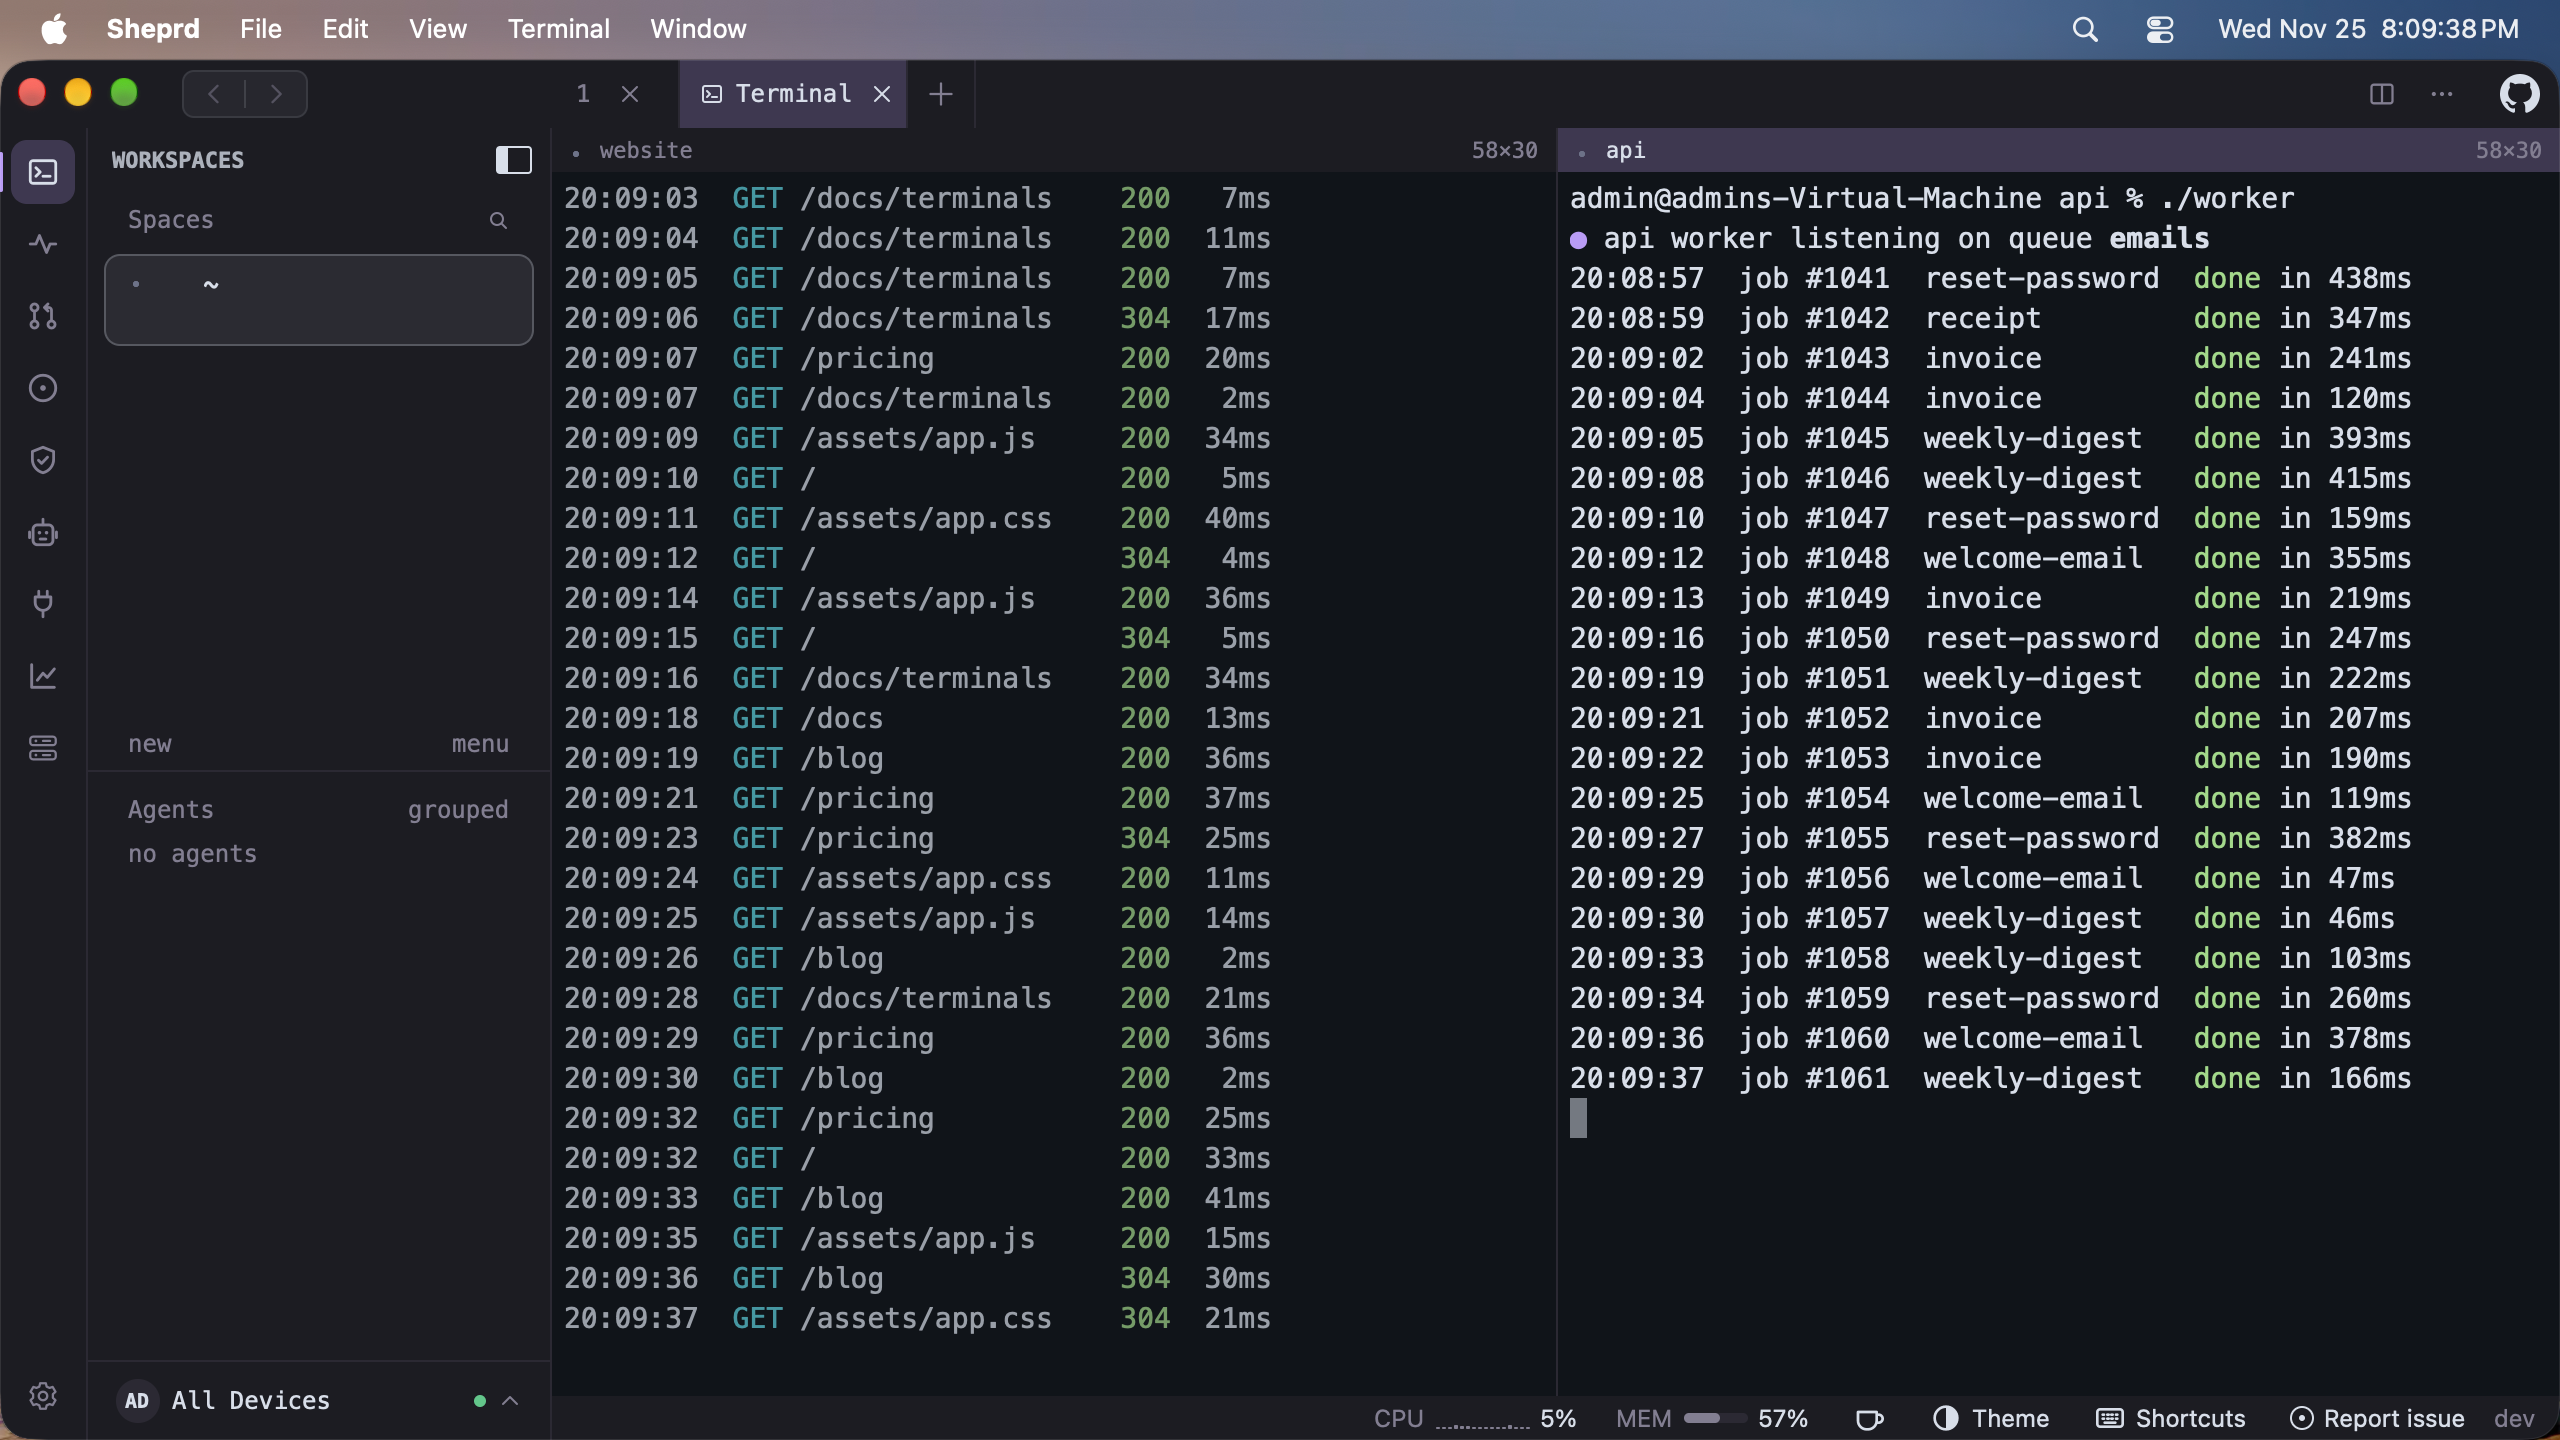 Sheprd File Edit View Terminal Window Wed Nov 25 8:09:38 PM
1 Terminal
WORKSPACES
Spaces
~
new menu
Agents grouped
no agents
AD All Devices
website 58×30
20:09:03 GET /docs/terminals 200 7ms
20:09:04 GET /docs/terminals 200 11ms
20:09:05 GET /docs/terminals 200 7ms
20:09:06 GET /docs/terminals 304 17ms
20:09:07 GET /pricing 200 20ms
20:09:07 GET /docs/terminals 200 2ms
20:09:09 GET /assets/app.js 200 34ms
20:09:10 GET / 200 5ms
20:09:11 GET /assets/app.css 200 40ms
20:09:12 GET / 304 4ms
20:09:14 GET /assets/app.js 200 36ms
20:09:15 GET / 304 5ms
20:09:16 GET /docs/terminals 200 34ms
20:09:18 GET /docs 200 13ms
20:09:19 GET /blog 200 36ms
20:09:21 GET /pricing 200 37ms
20:09:23 GET /pricing 304 25ms
20:09:24 GET /assets/app.css 200 11ms
20:09:25 GET /assets/app.js 200 14ms
20:09:26 GET /blog 200 2ms
20:09:28 GET /docs/terminals 200 21ms
20:09:29 GET /pricing 200 36ms
20:09:30 GET /blog 200 2ms
20:09:32 GET /pricing 200 25ms
20:09:32 GET / 200 33ms
20:09:33 GET /blog 200 41ms
20:09:35 GET /assets/app.js 200 15ms
20:09:36 GET /blog 304 30ms
20:09:37 GET /assets/app.css 304 21ms
api 58×30
admin@admins-Virtual-Machine api % ./worker
● api worker listening on queue emails
20:08:57 job #1041 reset-password done in 438ms
20:08:59 job #1042 receipt done in 347ms
20:09:02 job #1043 invoice done in 241ms
20:09:04 job #1044 invoice done in 120ms
20:09:05 job #1045 weekly-digest done in 393ms
20:09:08 job #1046 weekly-digest done in 415ms
20:09:10 job #1047 reset-password done in 159ms
20:09:12 job #1048 welcome-email done in 355ms
20:09:13 job #1049 invoice done in 219ms
20:09:16 job #1050 reset-password done in 247ms
20:09:19 job #1051 weekly-digest done in 222ms
20:09:21 job #1052 invoice done in 207ms
20:09:22 job #1053 invoice done in 190ms
20:09:25 job #1054 welcome-email done in 119ms
20:09:27 job #1055 reset-password done in 382ms
20:09:29 job #1056 welcome-email done in 47ms
20:09:30 job #1057 weekly-digest done in 46ms
20:09:33 job #1058 weekly-digest done in 103ms
20:09:34 job #1059 reset-password done in 260ms
20:09:36 job #1060 welcome-email done in 378ms
20:09:37 job #1061 weekly-digest done in 166ms
CPU 5% MEM 57% Theme Shortcuts Report issue dev